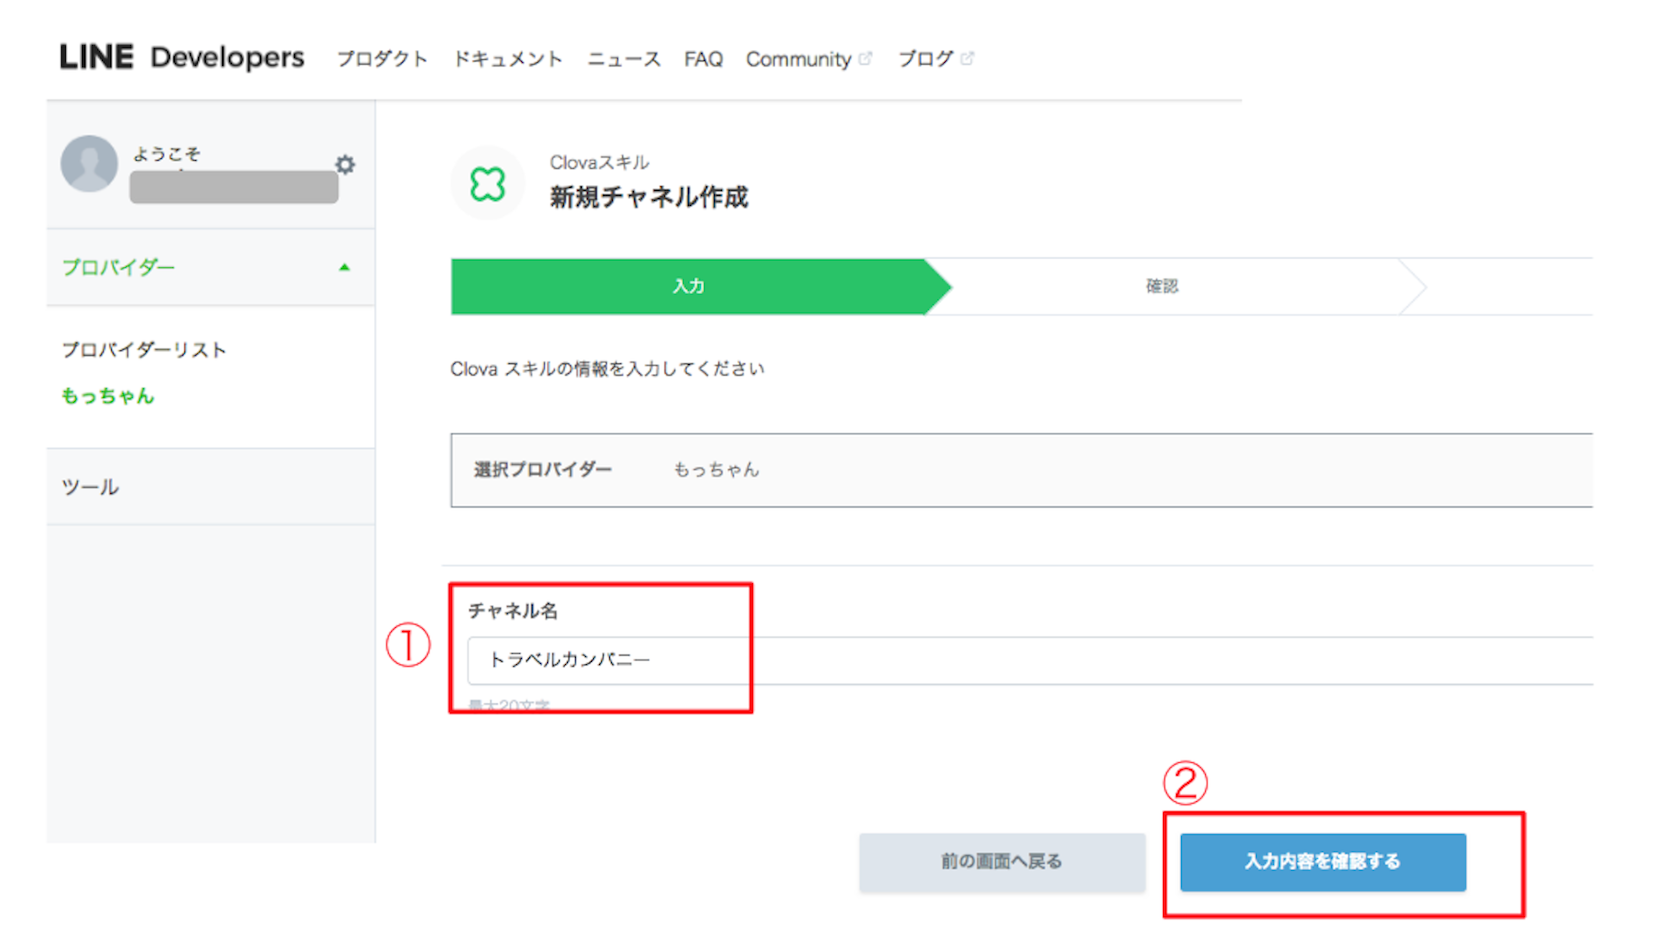 LINE Developers プロダクト ドキュメント ニュース FAQ Community ブログ
ようこそ
プロバイダー
プロバイダーリスト
もっちゃん
ツール
Clovaスキル
新規チャネル作成
入力
確認
Clova スキルの情報を入力してください
選択プロバイダー もっちゃん
①
チャネル名
トラベルカンパニー
最大20文字
②
前の画面へ戻る
入力内容を確認する